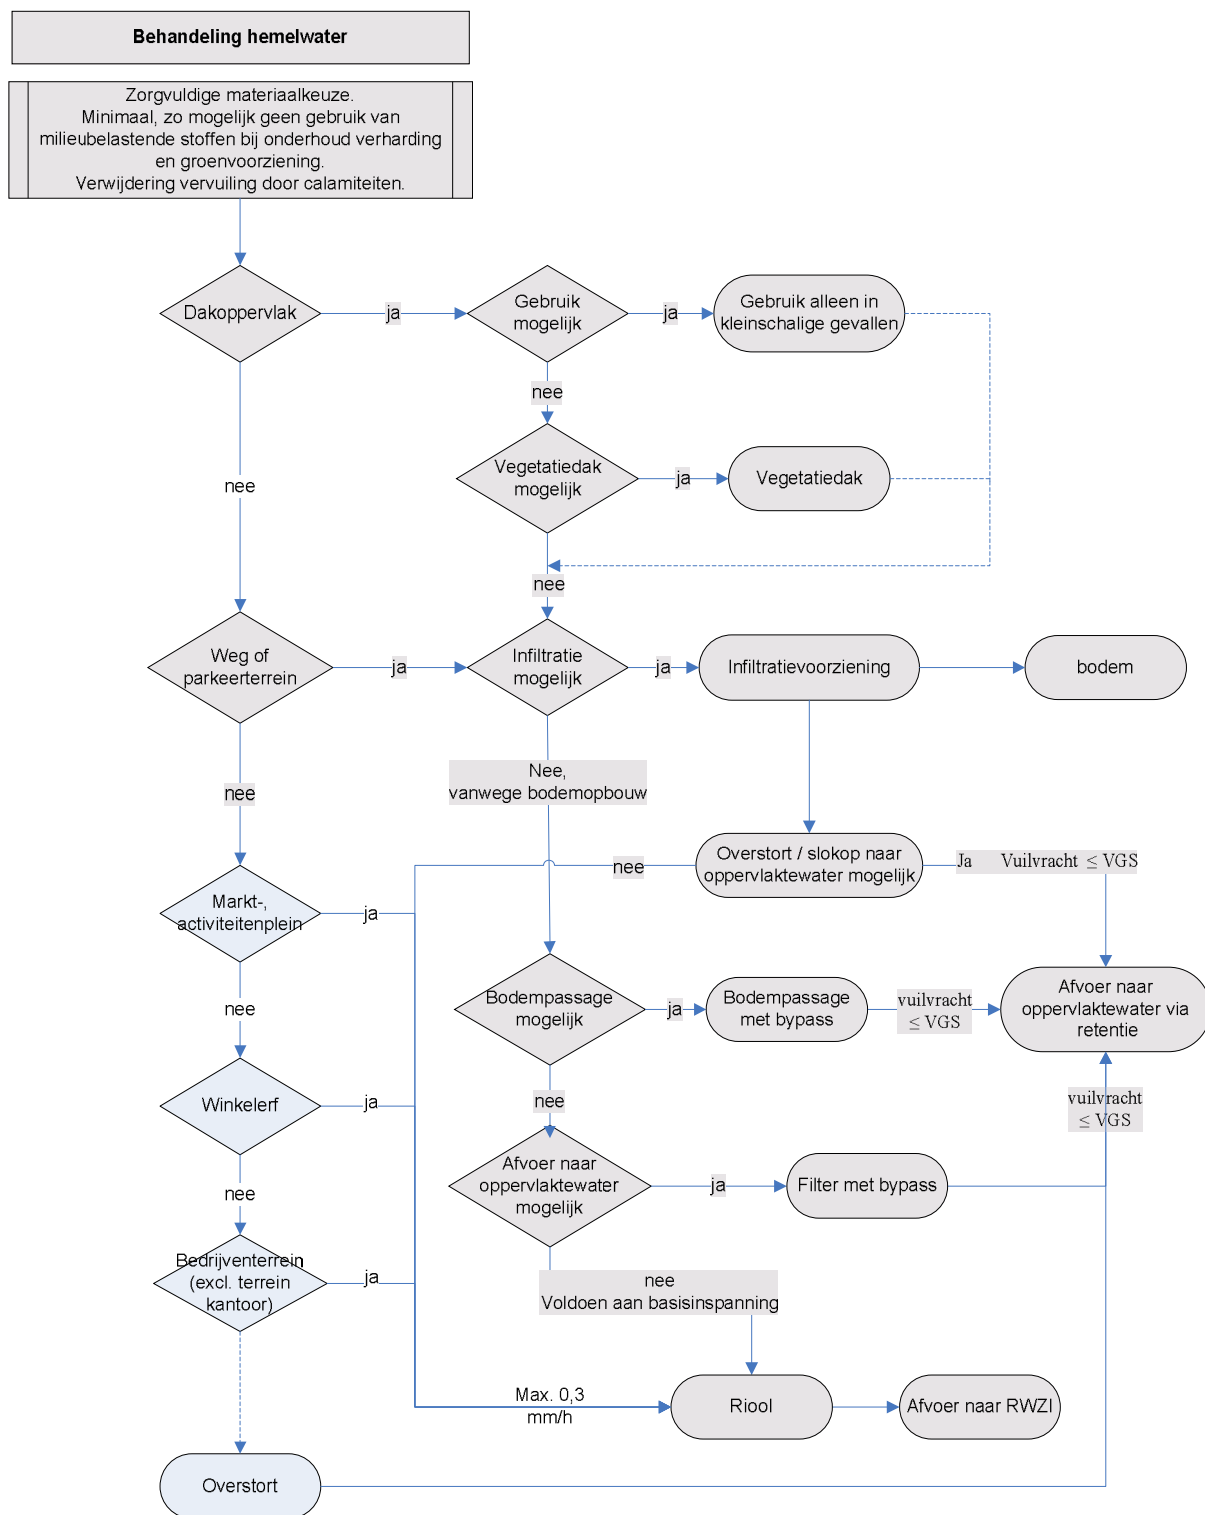 Behandeling hemelwater
Zorgvuldige materiaalkeuze.
Minimaal, zo mogelijk geen gebruik van
milieubelastende stoffen bij onderhoud verharding
en groenvoorziening.
Verwijdering vervuiling door calamiteiten.
Dakoppervlak
ja
Gebruik
mogelijk
ja
Gebruik alleen in
kleinschalige gevallen
nee
nee
Vegetatiedak
mogelijk
ja
Vegetatiedak
nee
Weg of
parkeerterrein
ja
Infiltratie
mogelijk
ja
Infiltratievoorziening
bodem
nee
Nee,
vanwege bodemopbouw
nee
Overstort / slokop naar
oppervlaktewater mogelijk
Ja Vuilvracht ≤ VGS
Markt-,
activiteitenplein
ja
nee
Bodempassage
mogelijk
ja
Bodempassage
met bypass
vuilvracht
≤ VGS
Afvoer naar
oppervlaktewater via
retentie
Winkelerf
ja
nee
vuilvracht
≤ VGS
nee
Afvoer naar
oppervlaktewater
mogelijk
ja
Filter met bypass
Bedrijventerrein
(excl. terrein
kantoor)
ja
nee
Voldoen aan basisinspanning
Max. 0,3
mm/h
Riool
Afvoer naar RWZI
Overstort